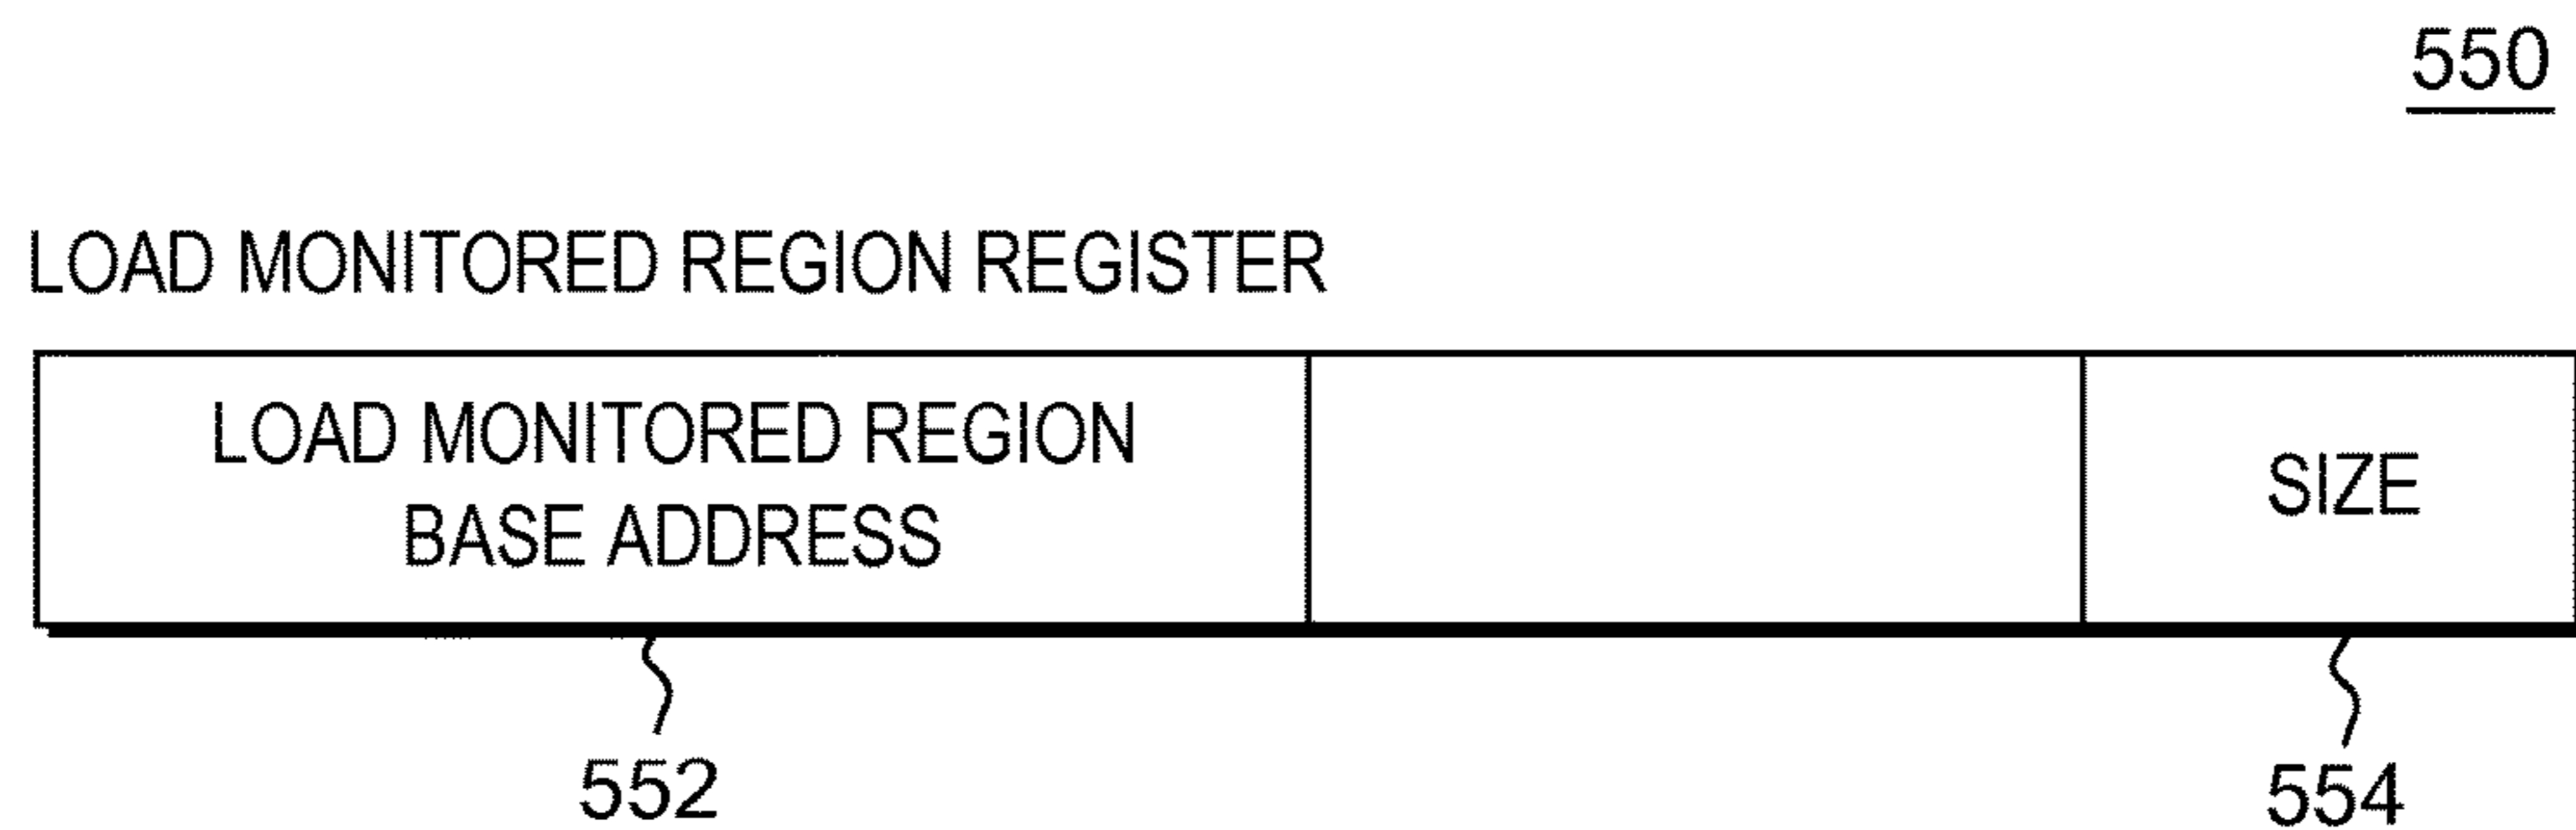 550
LOAD MONITORED REGION REGISTER
LOAD MONITORED REGION
BASE ADDRESS
SIZE
552
554